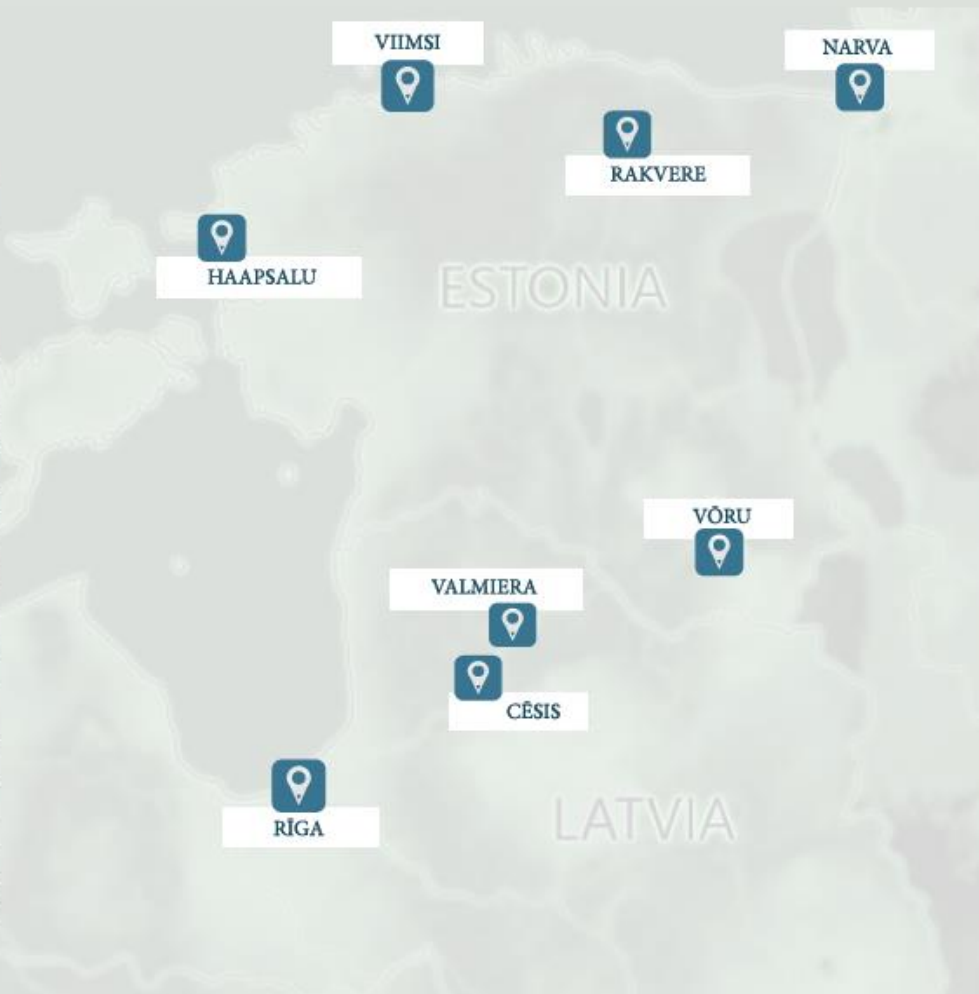 VIIMSI
NARVA
RAKVERE
HAAPSALU
ESTONIA
VÕRU
VALMIERA
CĒSIS
RĪGA
LATVIA